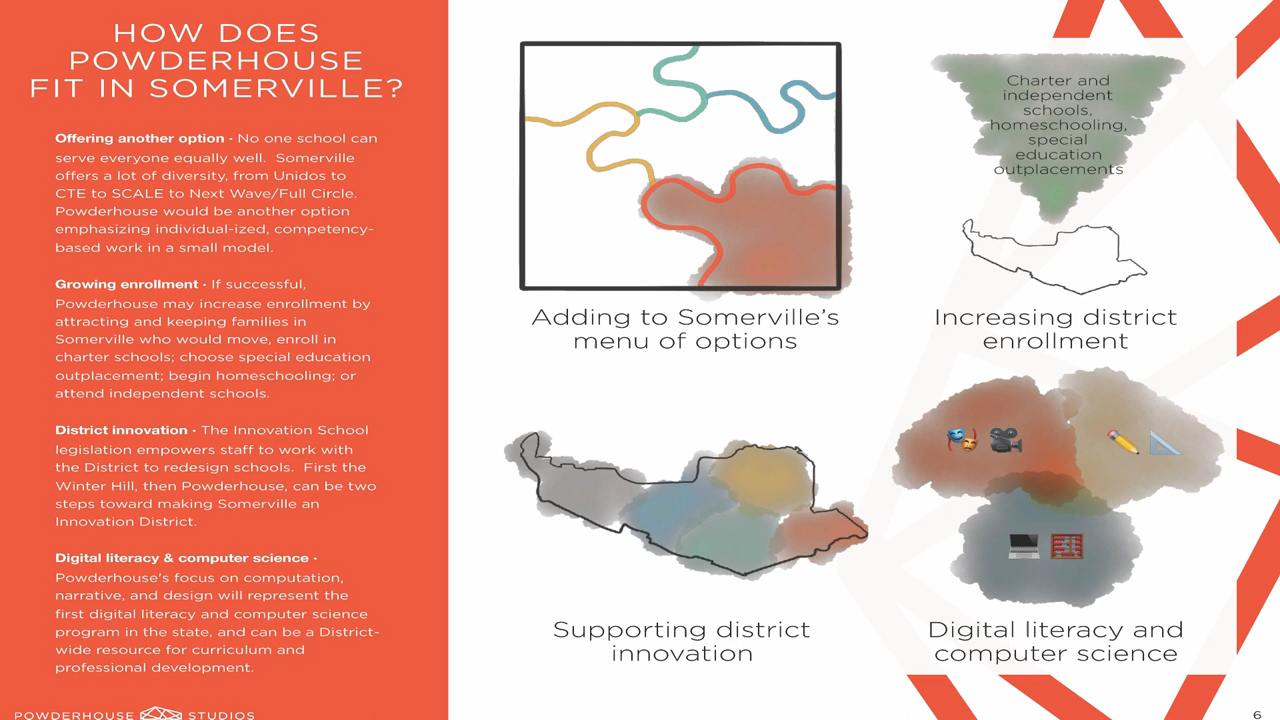 HOW DOES
POWDERHOUSE
FIT IN SOMERVILLE?
Offering another option · No one school can
serve everyone equally well. Somerville
offers a lot of diversity, from Unidos to
CTE to SCALE to Next Wave/Full Circle.
Powderhouse would be another option
emphasizing individual-ized, competency-
based work in a small model.
Growing enrollment · If successful,
Powderhouse may increase enrollment by
attracting and keeping families in
Somerville who would move, enroll in
charter schools; choose special education
outplacement; begin homeschooling; or
attend independent schools.
District innovation · The Innovation School
legislation empowers staff to work with
the District to redesign schools. First the
Winter Hill, then Powderhouse, can be two
steps toward making Somerville an
Innovation District.
Digital literacy & computer science ·
Powderhouse's focus on computation,
narrative, and design will represent the
first digital literacy and computer science
program in the state, and can be a District-
wide resource for curriculum and
professional development.
POWDERHOUSE STUDIOS
Adding to Somerville's
menu of options
Charter and
independent
schools,
homeschooling,
special
education
outplacements
Increasing district
enrollment
Supporting district
innovation
Digital literacy and
computer science
6